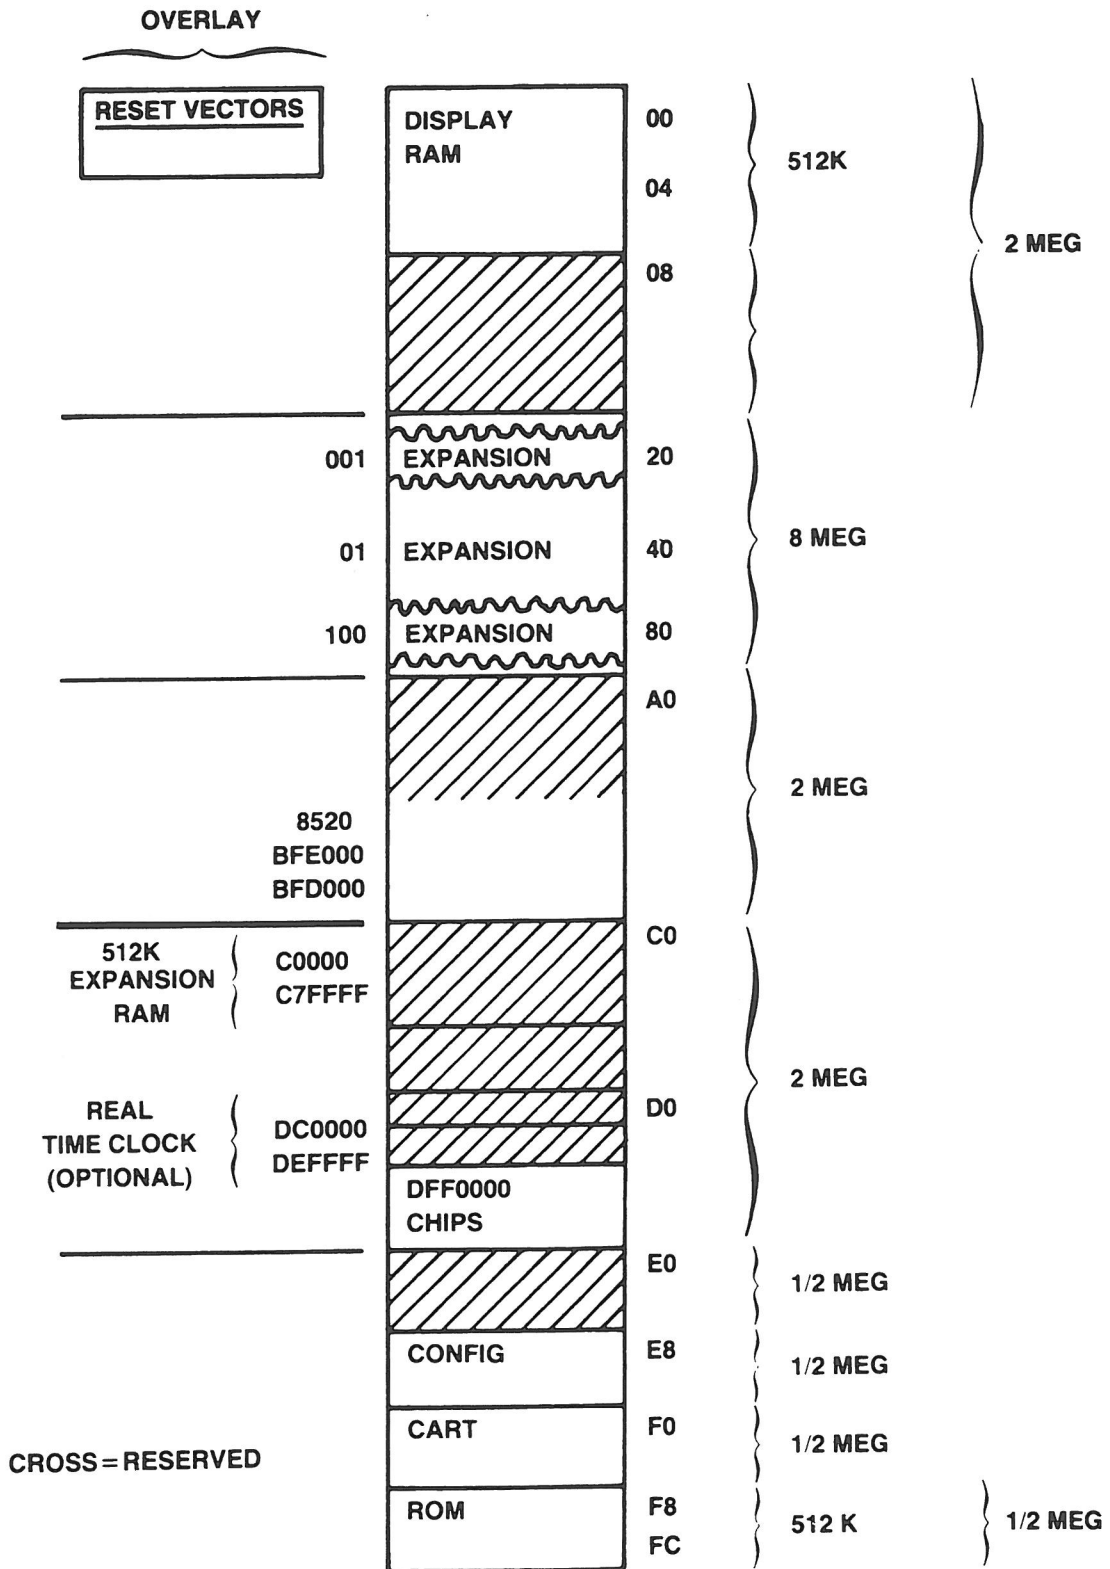 OVERLAY
RESET VECTORS
DISPLAY
RAM
00
04
512K
2 MEG
08
001
EXPANSION
20
01
EXPANSION
40
8 MEG
100
EXPANSION
80
A0
2 MEG
8520
BFE000
BFD000
C0
512K
EXPANSION
RAM
C0000
C7FFFF
2 MEG
D0
REAL
TIME CLOCK
(OPTIONAL)
DC0000
DEFFFF
DFF0000
CHIPS
E0
1/2 MEG
CONFIG
E8
1/2 MEG
CART
F0
1/2 MEG
CROSS=RESERVED
ROM
F8
FC
512 K
1/2 MEG